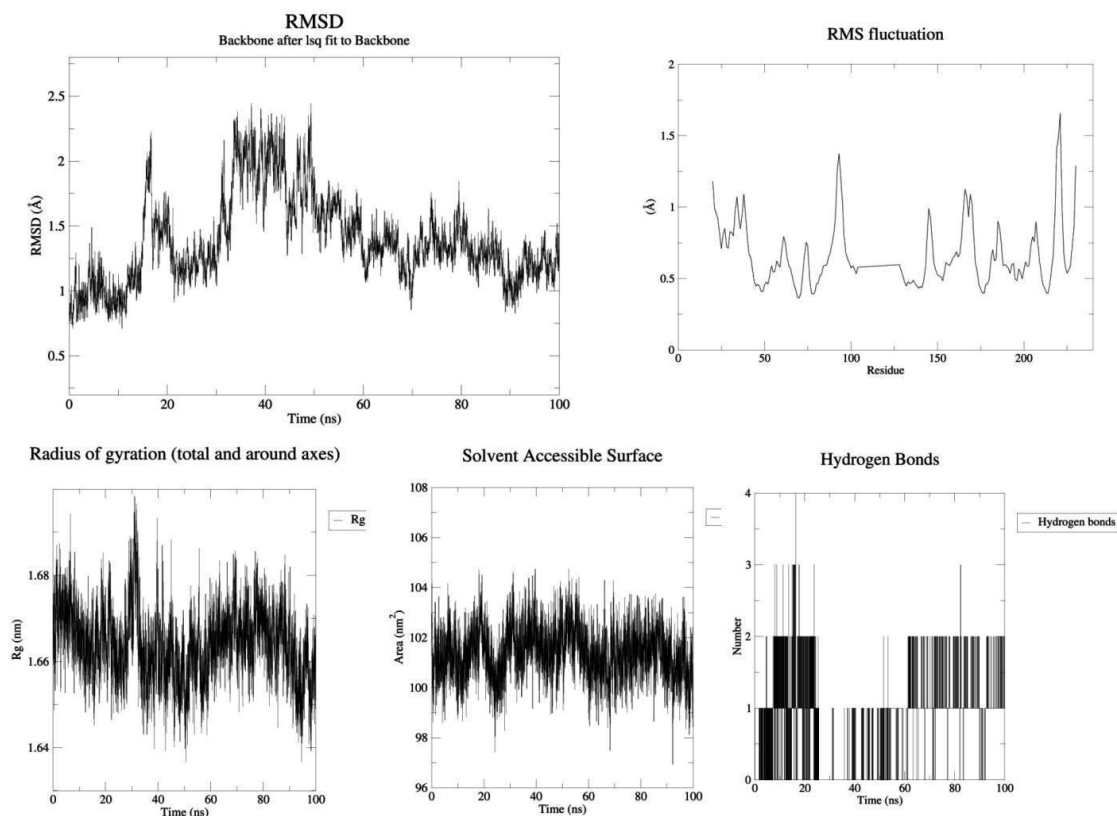 RMSD
Backbone after lsq fit to Backbone
2.5
2
1.5
1
0.5
RMSD (Å)
0 20 40 60 80 100
Time (ns)
RMS fluctuation
2
1.5
1
0.5
0
(Å)
0 50 100 150 200
Residue
Radius of gyration (total and around axes)
Rg
1.68
1.66
1.64
Rg (nm)
0 20 40 60 80 100
Time (ns)
Solvent Accessible Surface
108
106
104
102
100
98
96
Area (nm²)
0 20 40 60 80 100
Time (ns)
Hydrogen Bonds
Hydrogen bonds
4
3
2
1
0
Number
0 20 40 60 80 100
Time (ns)